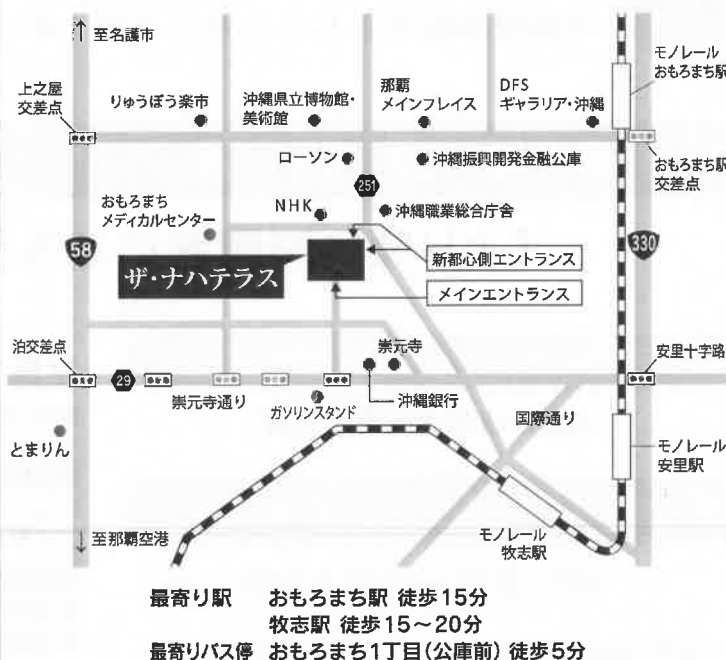 至名護市
モノレール
おもろまち駅
上之屋
交差点
りゅうぼう楽市
沖縄県立博物館・
美術館
那覇
メインプレイス
DFS
ギャラリア・沖縄
ローソン
沖縄振興開発金融公庫
おもろまち駅
交差点
251
おもろまち
メディカルセンター
NHK
沖縄職業総合庁舎
58
330
新都心側エントランス
ザ・ナハテラス
メインエントランス
泊交差点
崇元寺
安里十字路
29
崇元寺通り
ガソリンスタンド
沖縄銀行
国際通り
とまりん
モノレール
安里駅
至那覇空港
モノレール
牧志駅
最寄り駅 おもろまち駅 徒歩15分
牧志駅 徒歩15～20分
最寄りバス停 おもろまち1丁目(公庫前) 徒歩5分